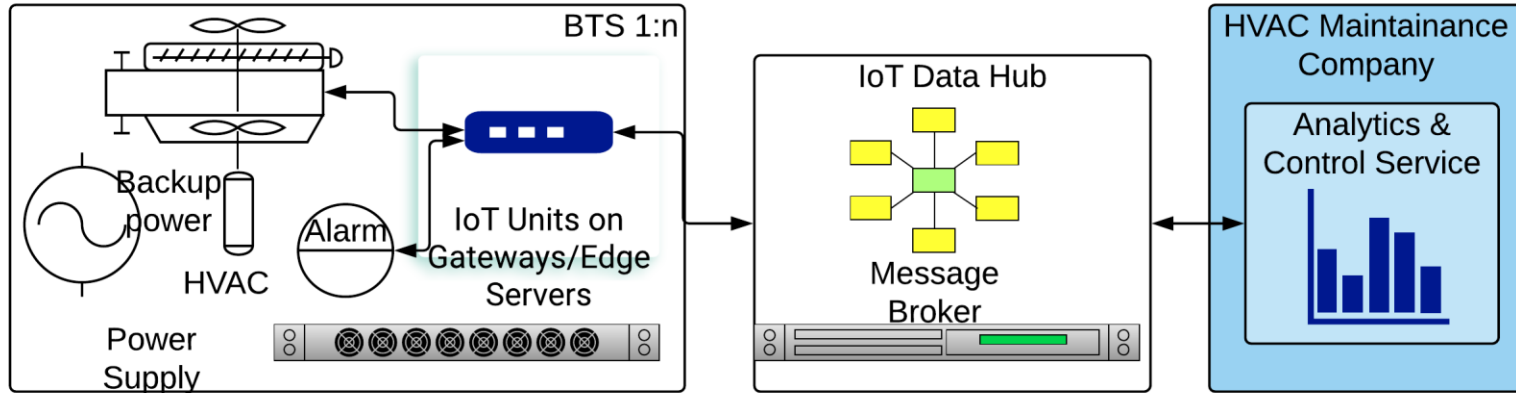 BTS 1:n
Backup
power
HVAC
Alarm
Power
Supply
IoT Units on
Gateways/Edge
Servers
IoT Data Hub
Message
Broker
HVAC Maintainance
Company
Analytics &
Control Service